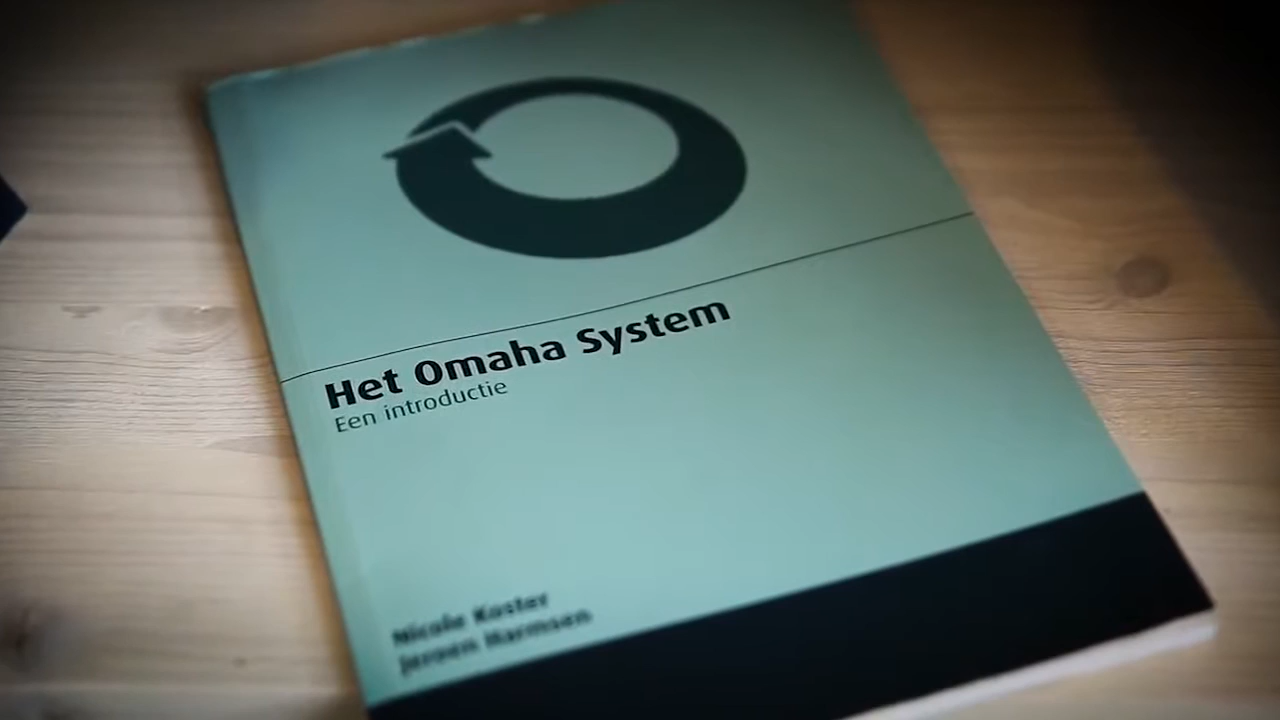 Het Omaha System
Een introductie
Nicole Koster
Jeroen Harmsen